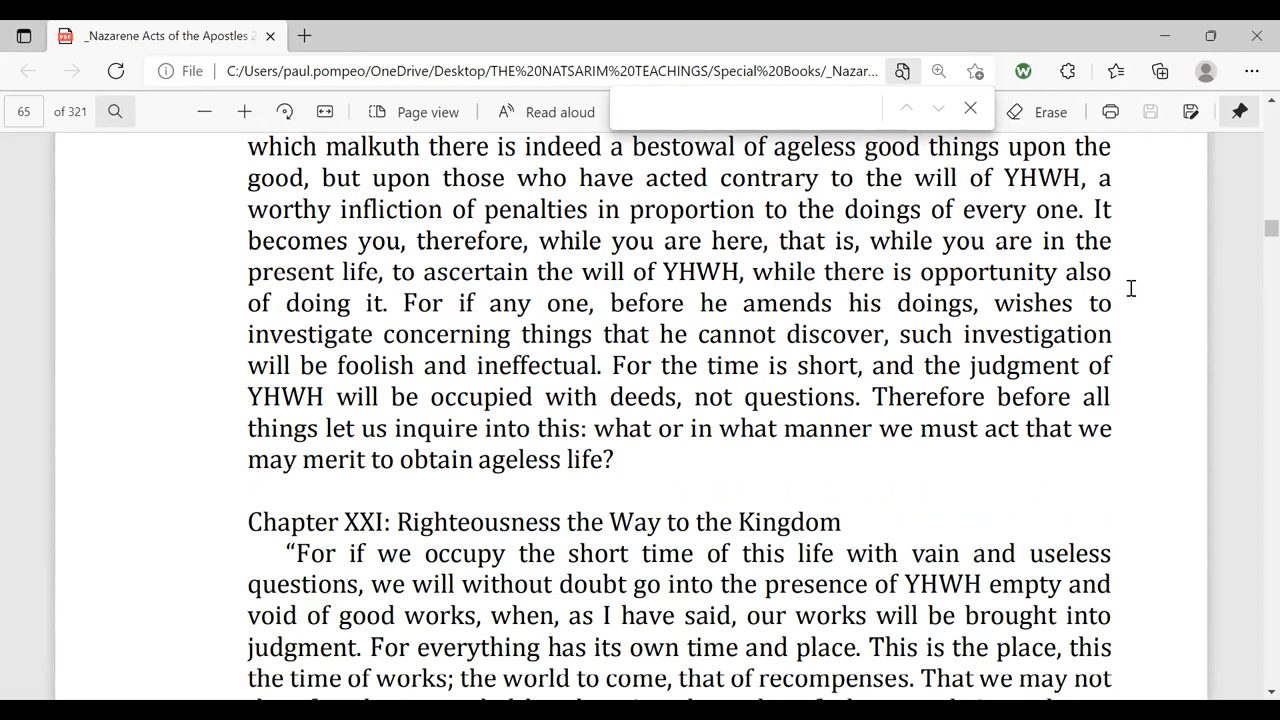 _Nazarene Acts of the Apostles 2
File
C:/Users/paul.pompeo/OneDrive/Desktop/THE%20NATSARIM%20TEACHINGS/Special%20Books/_Nazar...
65 of 321
Page view
Read aloud
Erase
which malkuth there is indeed a bestowal of ageless good things upon the
good, but upon those who have acted contrary to the will of YHWH, a
worthy infliction of penalties in proportion to the doings of every one. It
becomes you, therefore, while you are here, that is, while you are in the
present life, to ascertain the will of YHWH, while there is opportunity also
of doing it. For if any one, before he amends his doings, wishes to
investigate concerning things that he cannot discover, such investigation
will be foolish and ineffectual. For the time is short, and the judgment of
YHWH will be occupied with deeds, not questions. Therefore before all
things let us inquire into this: what or in what manner we must act that we
may merit to obtain ageless life?
Chapter XXI: Righteousness the Way to the Kingdom
“For if we occupy the short time of this life with vain and useless
questions, we will without doubt go into the presence of YHWH empty and
void of good works, when, as I have said, our works will be brought into
judgment. For everything has its own time and place. This is the place, this
the time of works; the world to come, that of recompenses. That we may not